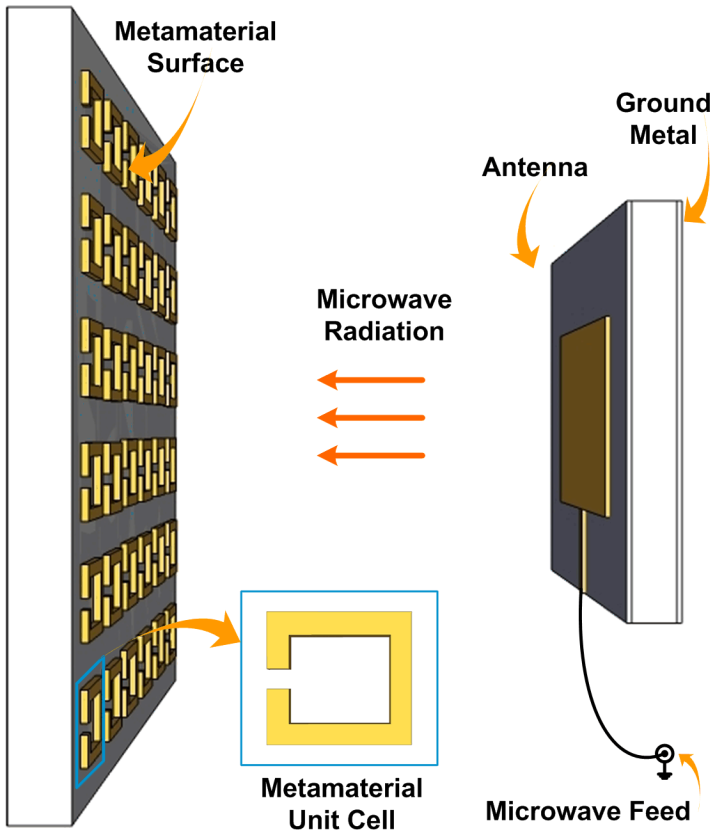 Metamaterial
Surface
Ground
Metal
Antenna
Microwave
Radiation
Metamaterial
Unit Cell
Microwave Feed